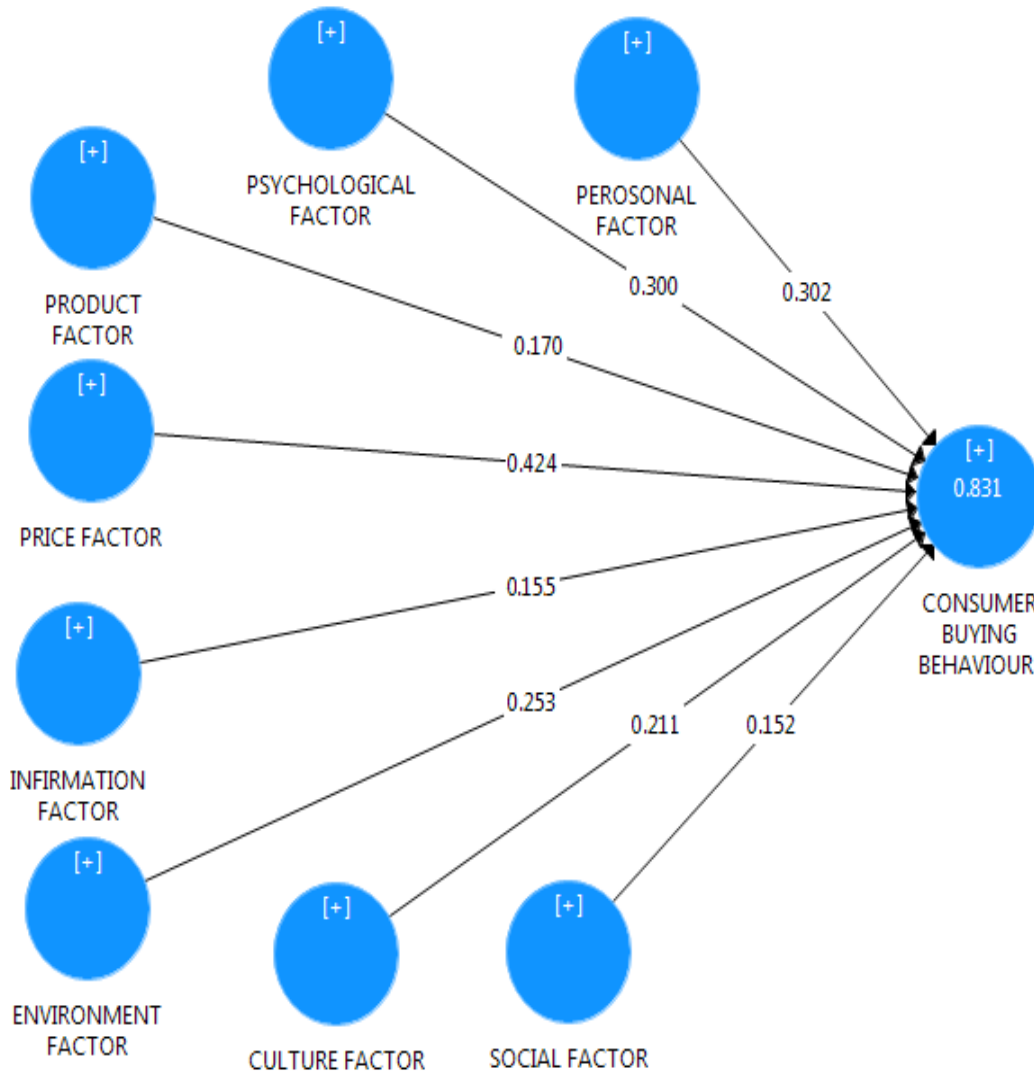 [+]
PSYCHOLOGICAL
FACTOR
[+]
PEROSONAL
FACTOR
[+]
PRODUCT
FACTOR
0.300
0.302
0.170
[+]
PRICE FACTOR
0.424
[+]
0.831
CONSUMER
BUYING
BEHAVIOUR
0.155
[+]
INFIRMATION
FACTOR
0.253
0.211
0.152
[+]
ENVIRONMENT
FACTOR
[+]
CULTURE FACTOR
[+]
SOCIAL FACTOR